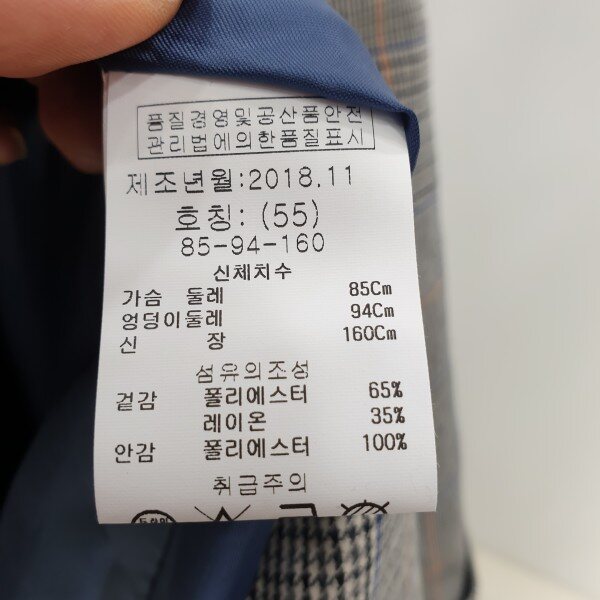 품질경영및공산품안전
관리법에의한품질표시
제조년월:2018.11
호칭: (55)
85-94-160
신체치수
가슴 둘레 85Cm
엉덩이둘레 94Cm
신 장 160Cm
섬유의조성
겉감 폴리에스터 65%
레이온 35%
안감 폴리에스터 100%
취급주의